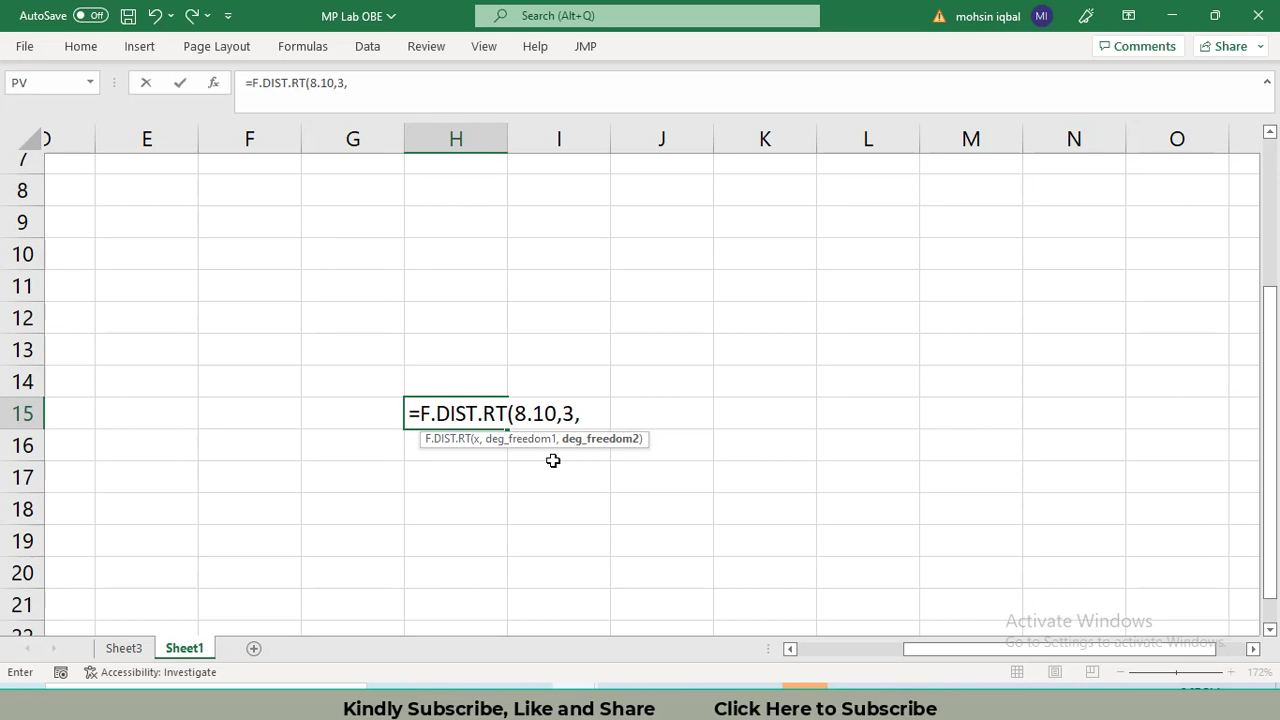 AutoSave Off MP Lab OBE Search (Alt+Q) mohsin iqbal MI
File Home Insert Page Layout Formulas Data Review View Help JMP Comments Share
PV fx =F.DIST.RT(8.10,3,
D E F G H I J K L M N O
7
8
9
10
11
12
13
14
15 =F.DIST.RT(8.10,3,
F.DIST.RT(x, deg_freedom1, deg_freedom2)
16
17
18
19
20
21
22
Activate Windows
Go to Settings to activate Windows.
Sheet3 Sheet1
Enter Accessibility: Investigate 172%
Kindly Subscribe, Like and Share Click Here to Subscribe